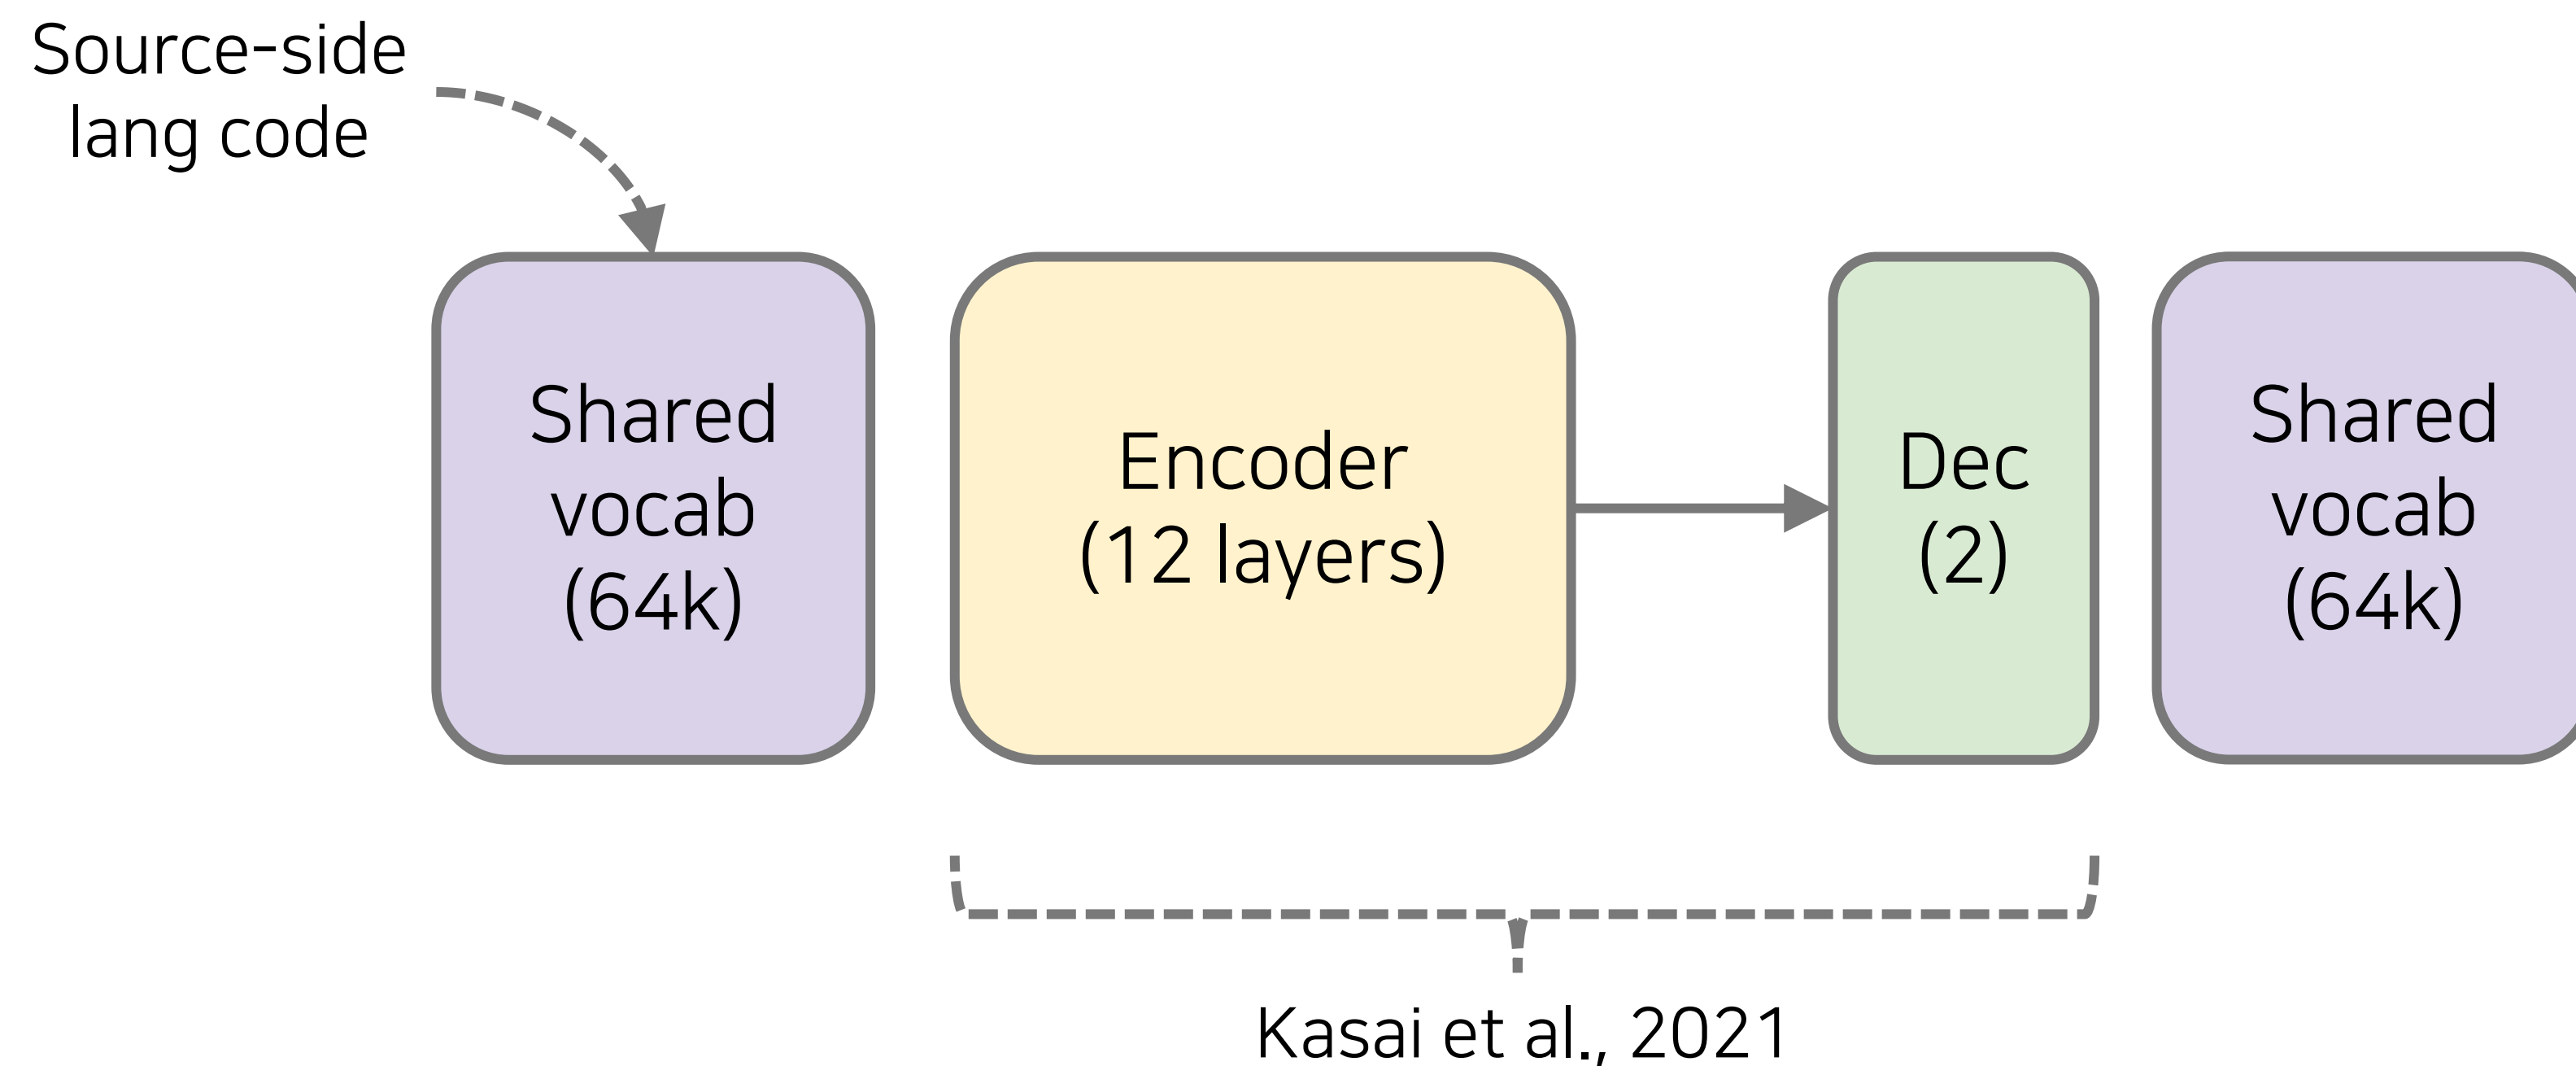 Source-side
lang code
Shared
vocab
(64k)
Encoder
(12 layers)
Dec
(2)
Shared
vocab
(64k)
Kasai et al., 2021